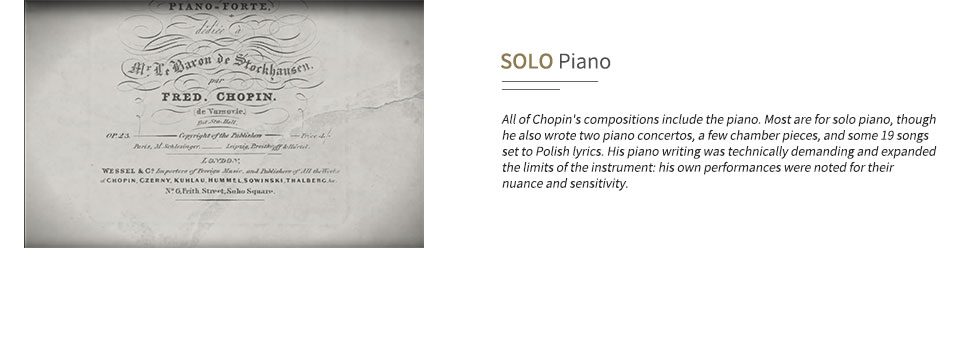 PIANO-FORTE,
dédiée à
Mr. Le Baron de Stockhausen,
par
FRED. CHOPIN.
(de Varsovie.)
Ent. Sta. Hall.
OP. 23. Copyright of the Publishers Price 4/-
Paris, M. Schlesinger. Leipzig, Breitkopf & Härtel.
LONDON,
WESSEL & Co. Importers of Foreign Music, and Publishers of All the Works
of CHOPIN, CZERNY, KUHLAU, HUMMEL, SOWINSKI, THALBERG, &c.
No. 6, Frith Street, Soho Square.
SOLO Piano
All of Chopin's compositions include the piano. Most are for solo piano, though
he also wrote two piano concertos, a few chamber pieces, and some 19 songs
set to Polish lyrics. His piano writing was technically demanding and expanded
the limits of the instrument: his own performances were noted for their
nuance and sensitivity.